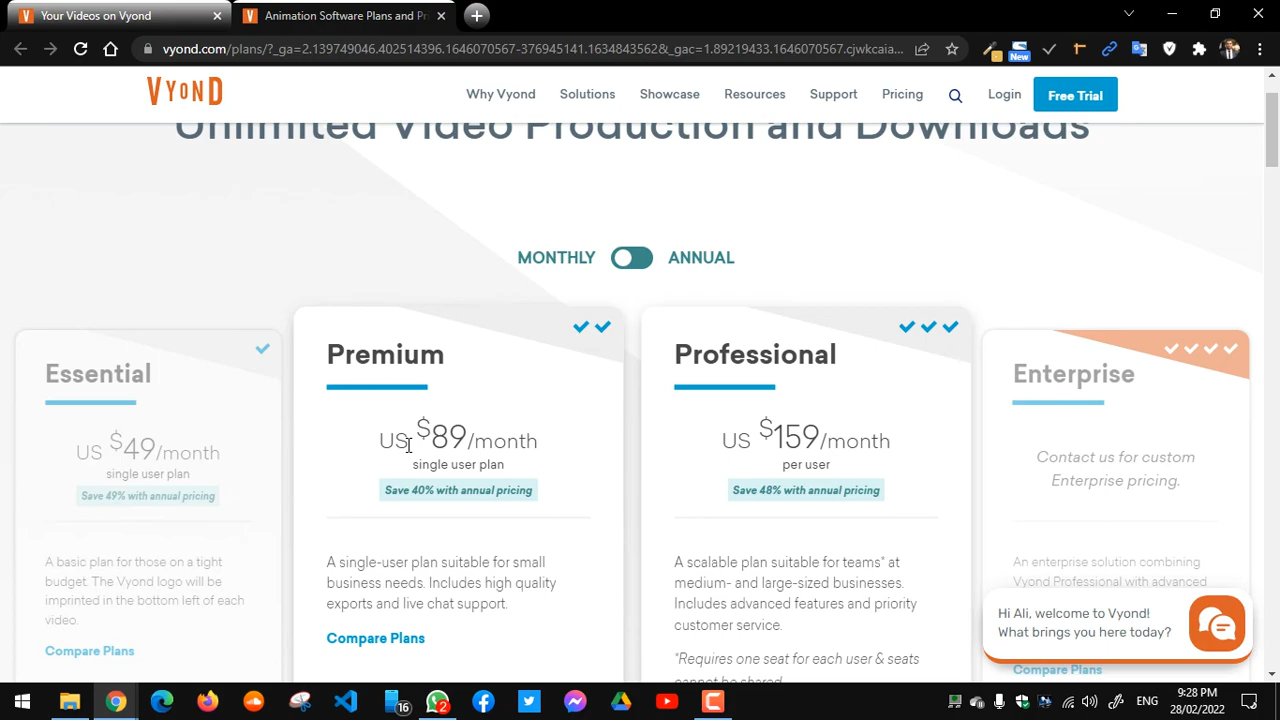 Your Videos on Vyond
Animation Software Plans and Pr
vyond.com/plans/?_ga=2.139749046.402514396.1646070567-376945141.1634843562&_gac=1.89219433.1646070567.cjwkcaia...
New
VYOND
Why Vyond
Solutions
Showcase
Resources
Support
Pricing
Login
Free Trial
Unlimited Video Production and Downloads
MONTHLY
ANNUAL
Essential
US $49/month
single user plan
Save 49% with annual pricing
A basic plan for those on a tight
budget. The Vyond logo will be
imprinted in the bottom left of each
video.
Compare Plans
Premium
US $89/month
single user plan
Save 40% with annual pricing
A single-user plan suitable for small
business needs. Includes high quality
exports and live chat support.
Compare Plans
Professional
US $159/month
per user
Save 48% with annual pricing
A scalable plan suitable for teams* at
medium- and large-sized businesses.
Includes advanced features and priority
customer service.
*Requires one seat for each user & seats
cannot be shared.
Enterprise
Contact us for custom
Enterprise pricing.
An enterprise solution combining
Vyond Professional with advanced
Compare Plans
Hi Ali, welcome to Vyond!
What brings you here today?
16
2
ENG
9:28 PM
28/02/2022